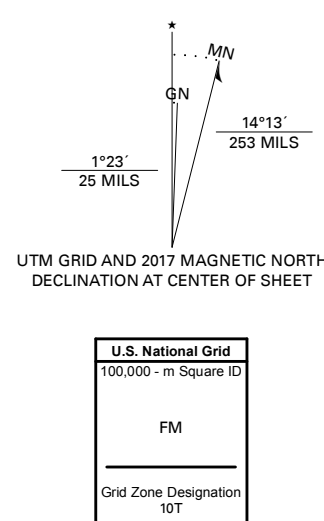 ★
MN
GN
1°23´
25 MILS
14°13´
253 MILS
UTM GRID AND 2017 MAGNETIC NORTH
DECLINATION AT CENTER OF SHEET
U.S. National Grid
100,000 - m Square ID
FM
Grid Zone Designation
10T